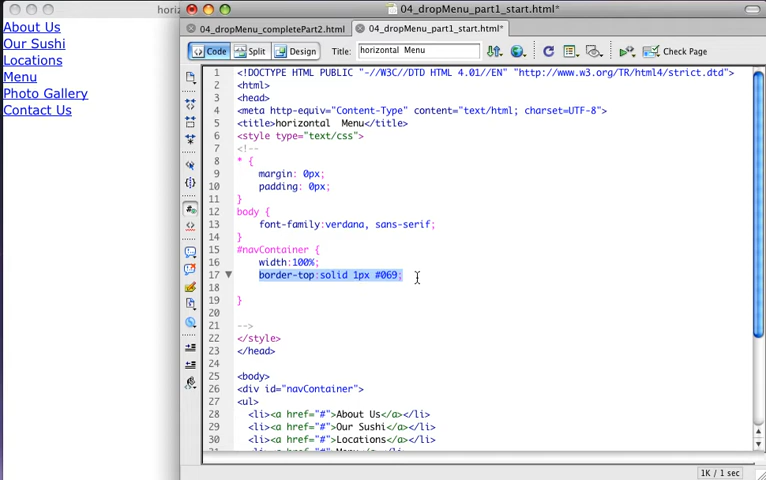 horiz
About Us
Our Sushi
Locations
Menu
Photo Gallery
Contact Us
04_dropMenu_part1_start.html*
04_dropMenu_completePart2.html
04_dropMenu_part1_start.html*
Code Split Design Title: horizontal Menu Check Page
1 <!DOCTYPE HTML PUBLIC "-//W3C//DTD HTML 4.01//EN" "http://www.w3.org/TR/html4/strict.dtd">
2 <html>
3 <head>
4 <meta http-equiv="Content-Type" content="text/html; charset=UTF-8">
5 <title>horizontal  Menu</title>
6 <style type="text/css">
7 <!--
8 * {
9 margin: 0px;
10 padding: 0px;
11 }
12 body {
13 font-family:verdana, sans-serif;
14 }
15 #navContainer {
16 width:100%;
17 border-top:solid 1px #069;
18
19 }
20
21 -->
22 </style>
23 </head>
24
25 <body>
26 <div id="navContainer">
27 <ul>
28 <li><a href="#">About Us</a></li>
29 <li><a href="#">Our Sushi</a></li>
30 <li><a href="#">Locations</a></li>
31 <li><a href="#">Menu</a></li>
1K / 1 sec